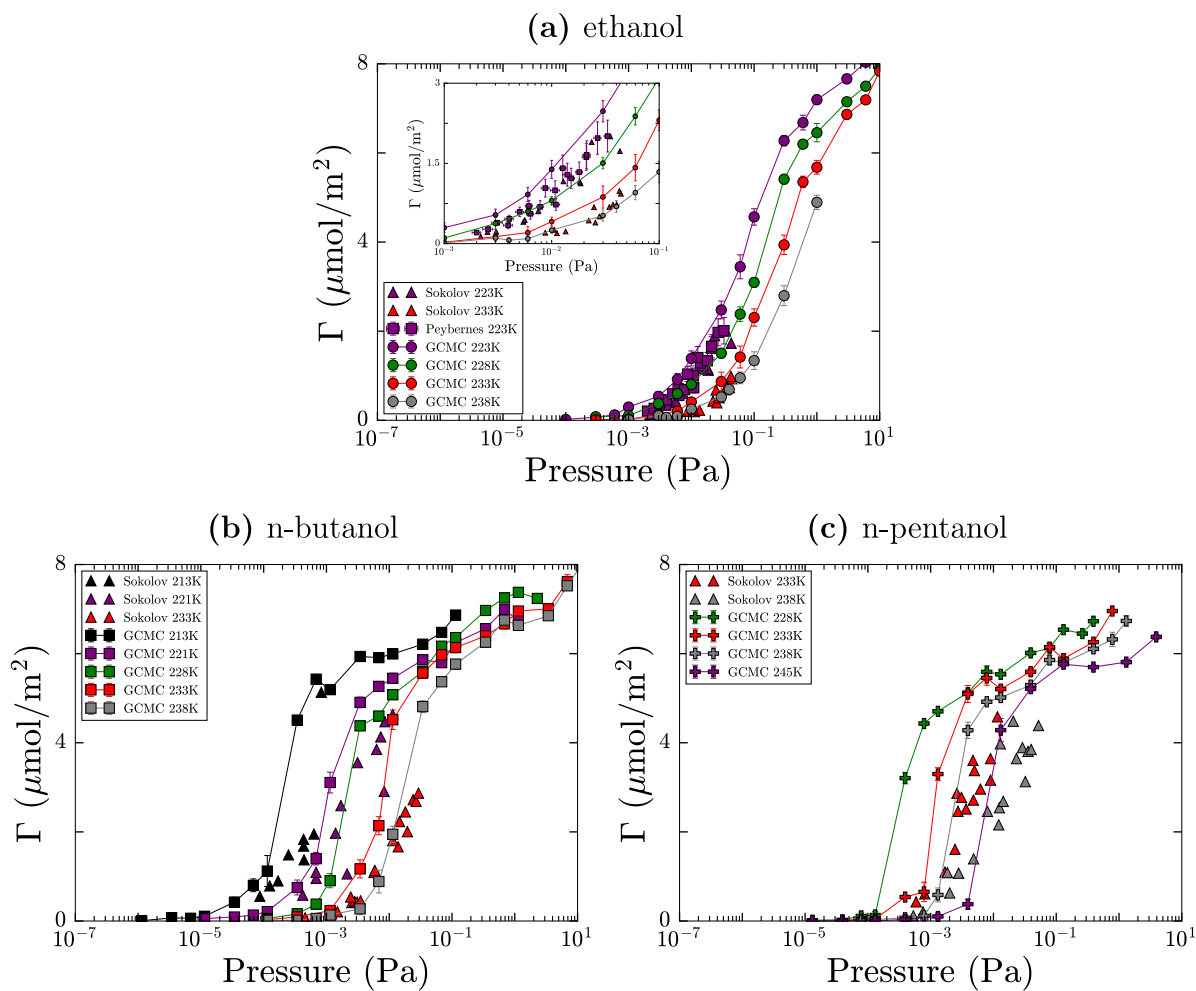 (a) ethanol
8
4
0
Γ (μmol/m²)
3
1.5
0
Γ (μmol/m²)
10⁻³ 10⁻² 10⁻¹
Pressure (Pa)
Sokolov 223K
Sokolov 233K
Peybernes 223K
GCMC 223K
GCMC 228K
GCMC 233K
GCMC 238K
10⁻⁷ 10⁻⁵ 10⁻³ 10⁻¹ 10¹
Pressure (Pa)
(b) n-butanol
8
4
0
Γ (μmol/m²)
Sokolov 213K
Sokolov 221K
Sokolov 233K
GCMC 213K
GCMC 221K
GCMC 228K
GCMC 233K
GCMC 238K
10⁻⁷ 10⁻⁵ 10⁻³ 10⁻¹ 10¹
Pressure (Pa)
(c) n-pentanol
8
4
0
Γ (μmol/m²)
Sokolov 233K
Sokolov 238K
GCMC 228K
GCMC 233K
GCMC 238K
GCMC 245K
10⁻⁷ 10⁻⁵ 10⁻³ 10⁻¹ 10¹
Pressure (Pa)